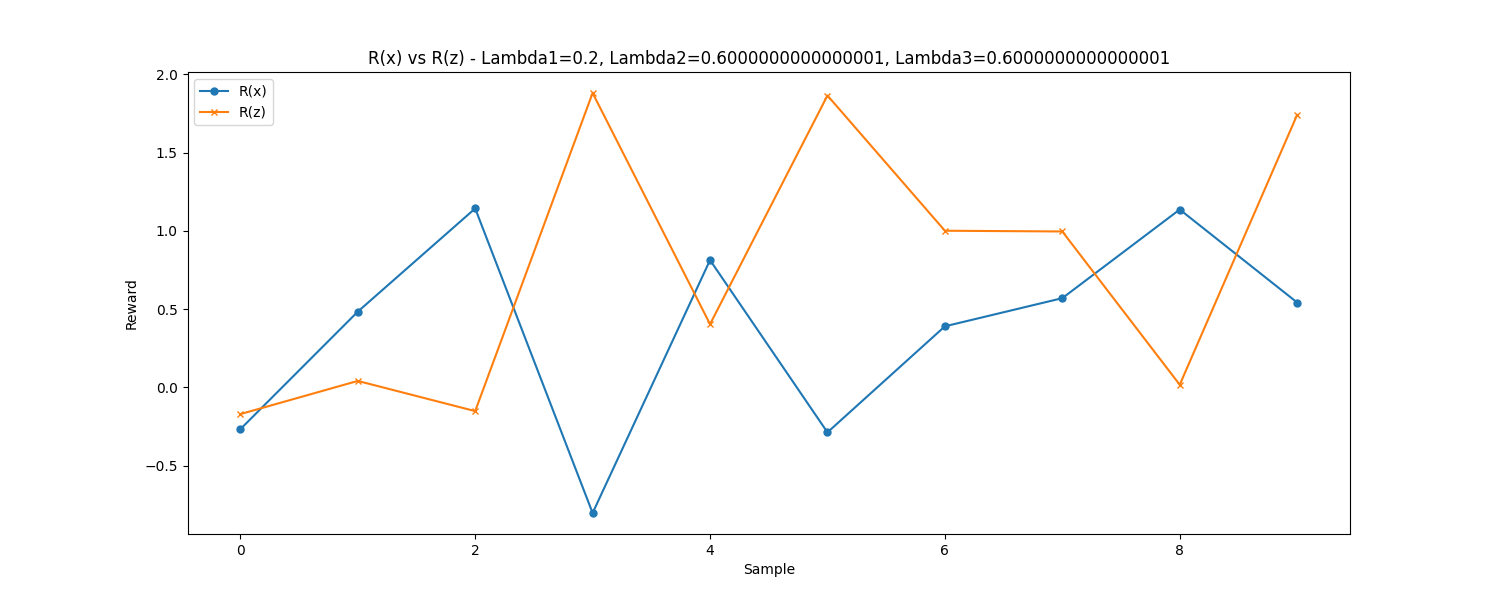 R(x) vs R(z) - Lambda1=0.2, Lambda2=0.6000000000000001, Lambda3=0.6000000000000001
R(x)
R(z)
2.0
1.5
1.0
0.5
0.0
−0.5
Reward
0 2 4 6 8
Sample